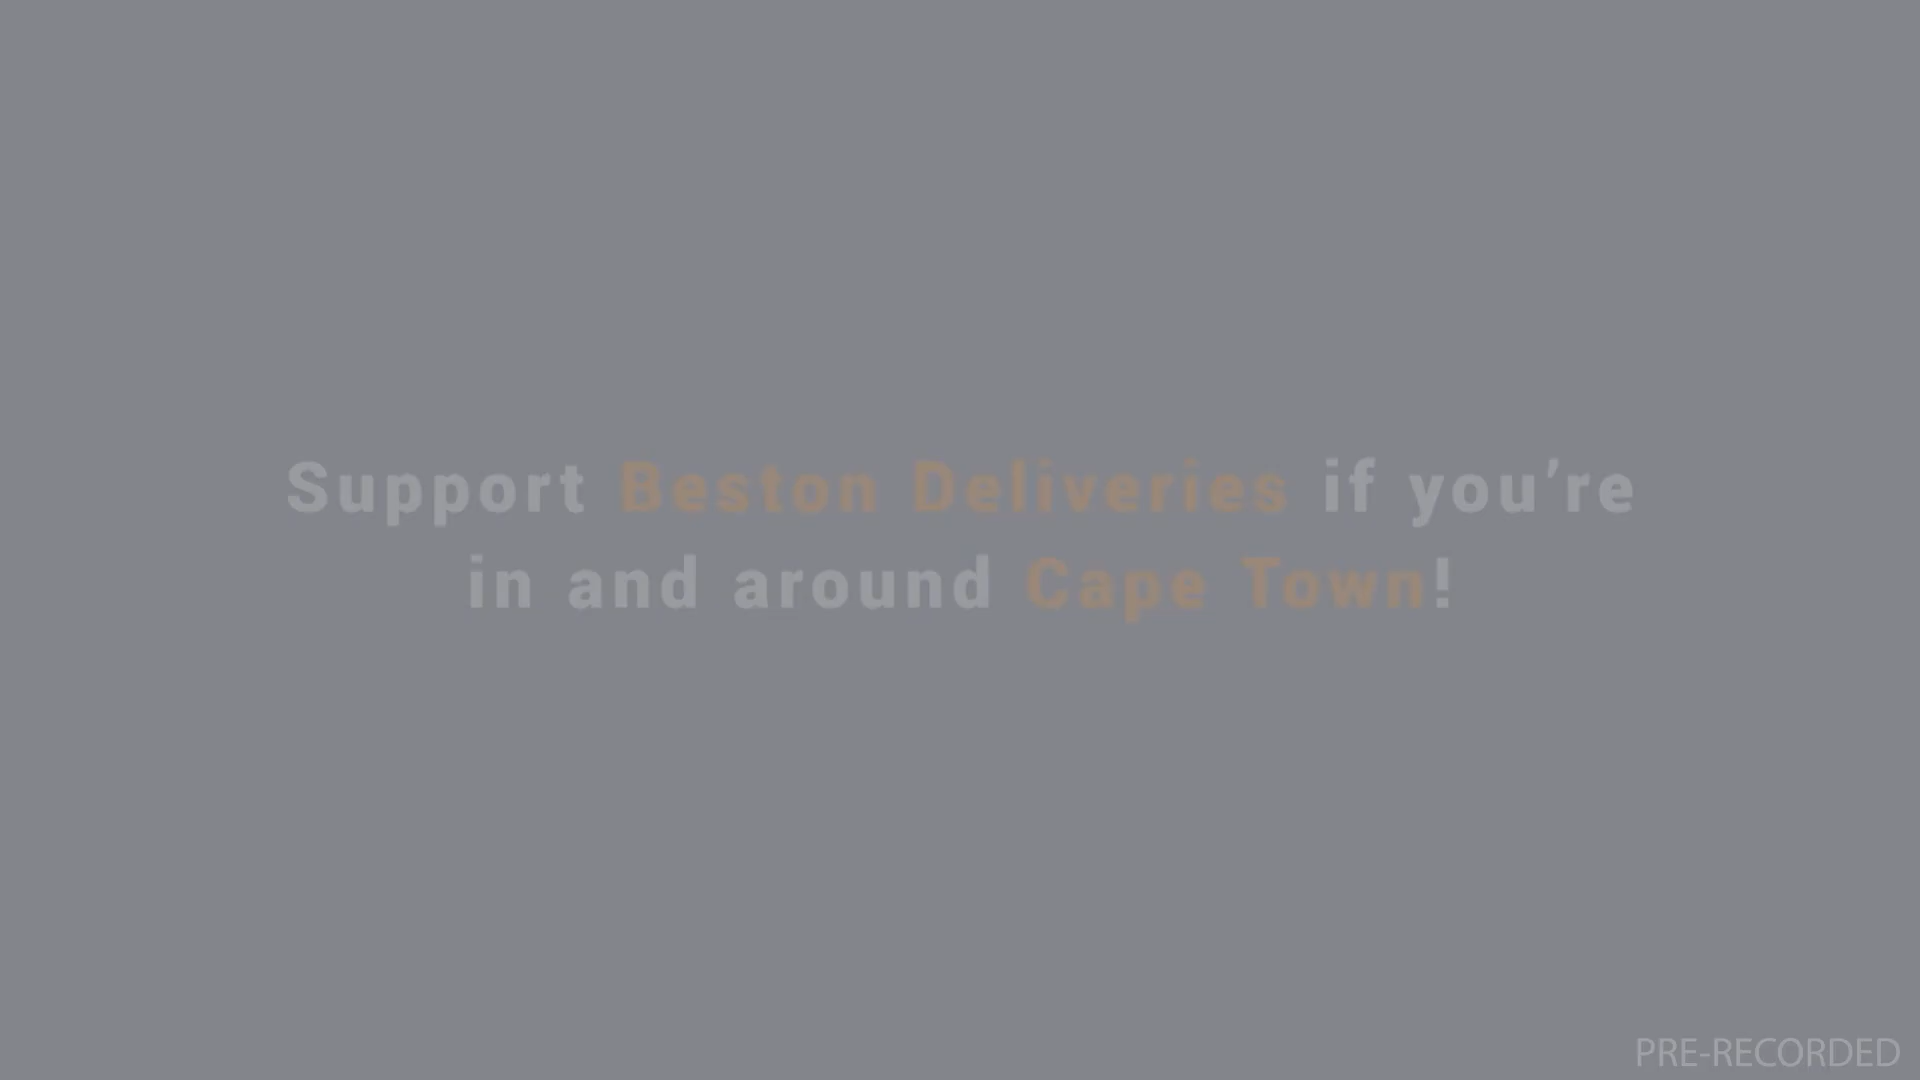 Support Beston Deliveries if you’re
in and around Cape Town!
PRE-RECORDED